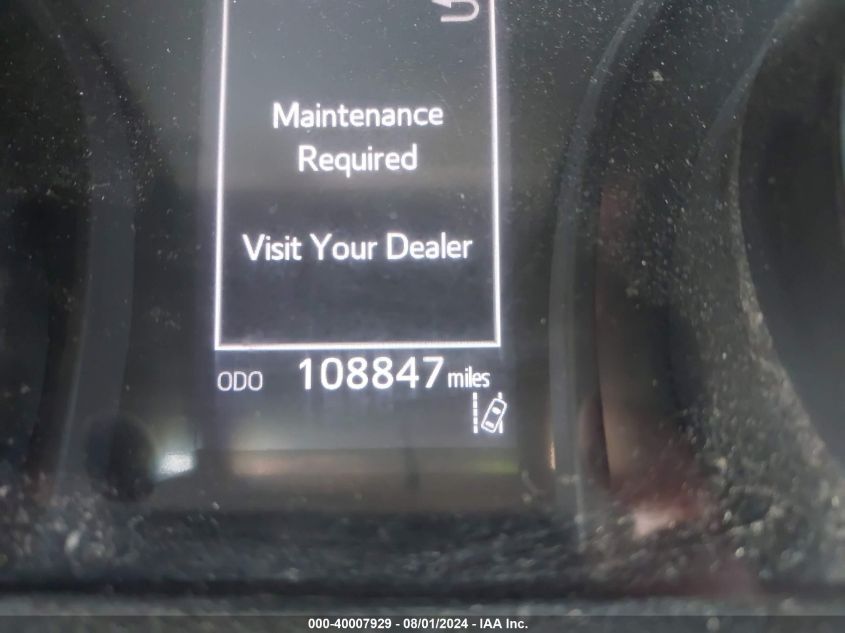 Maintenance
Required
Visit Your Dealer
ODO 108847 miles
000-40007929 - 08/01/2024 - IAA Inc.